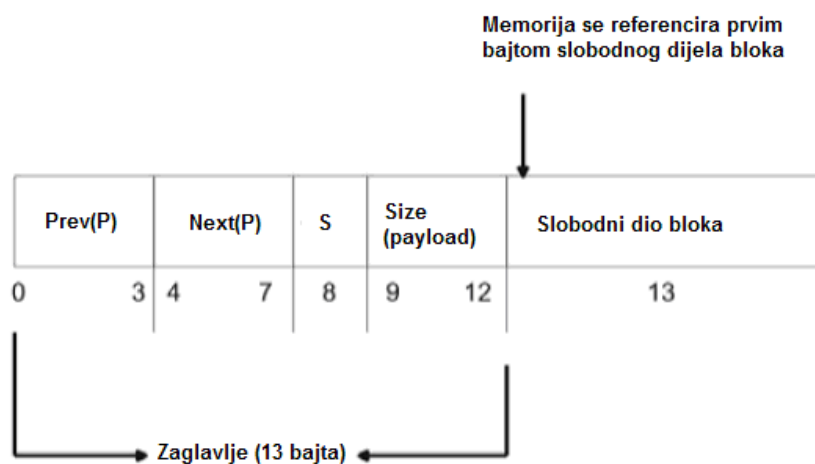 Memorija se referencira prvim
bajtom slobodnog dijela bloka
Prev(P)
Next(P)
S
Size
(payload)
Slobodni dio bloka
0
3
4
7
8
9
12
13
Zaglavlje (13 bajta)